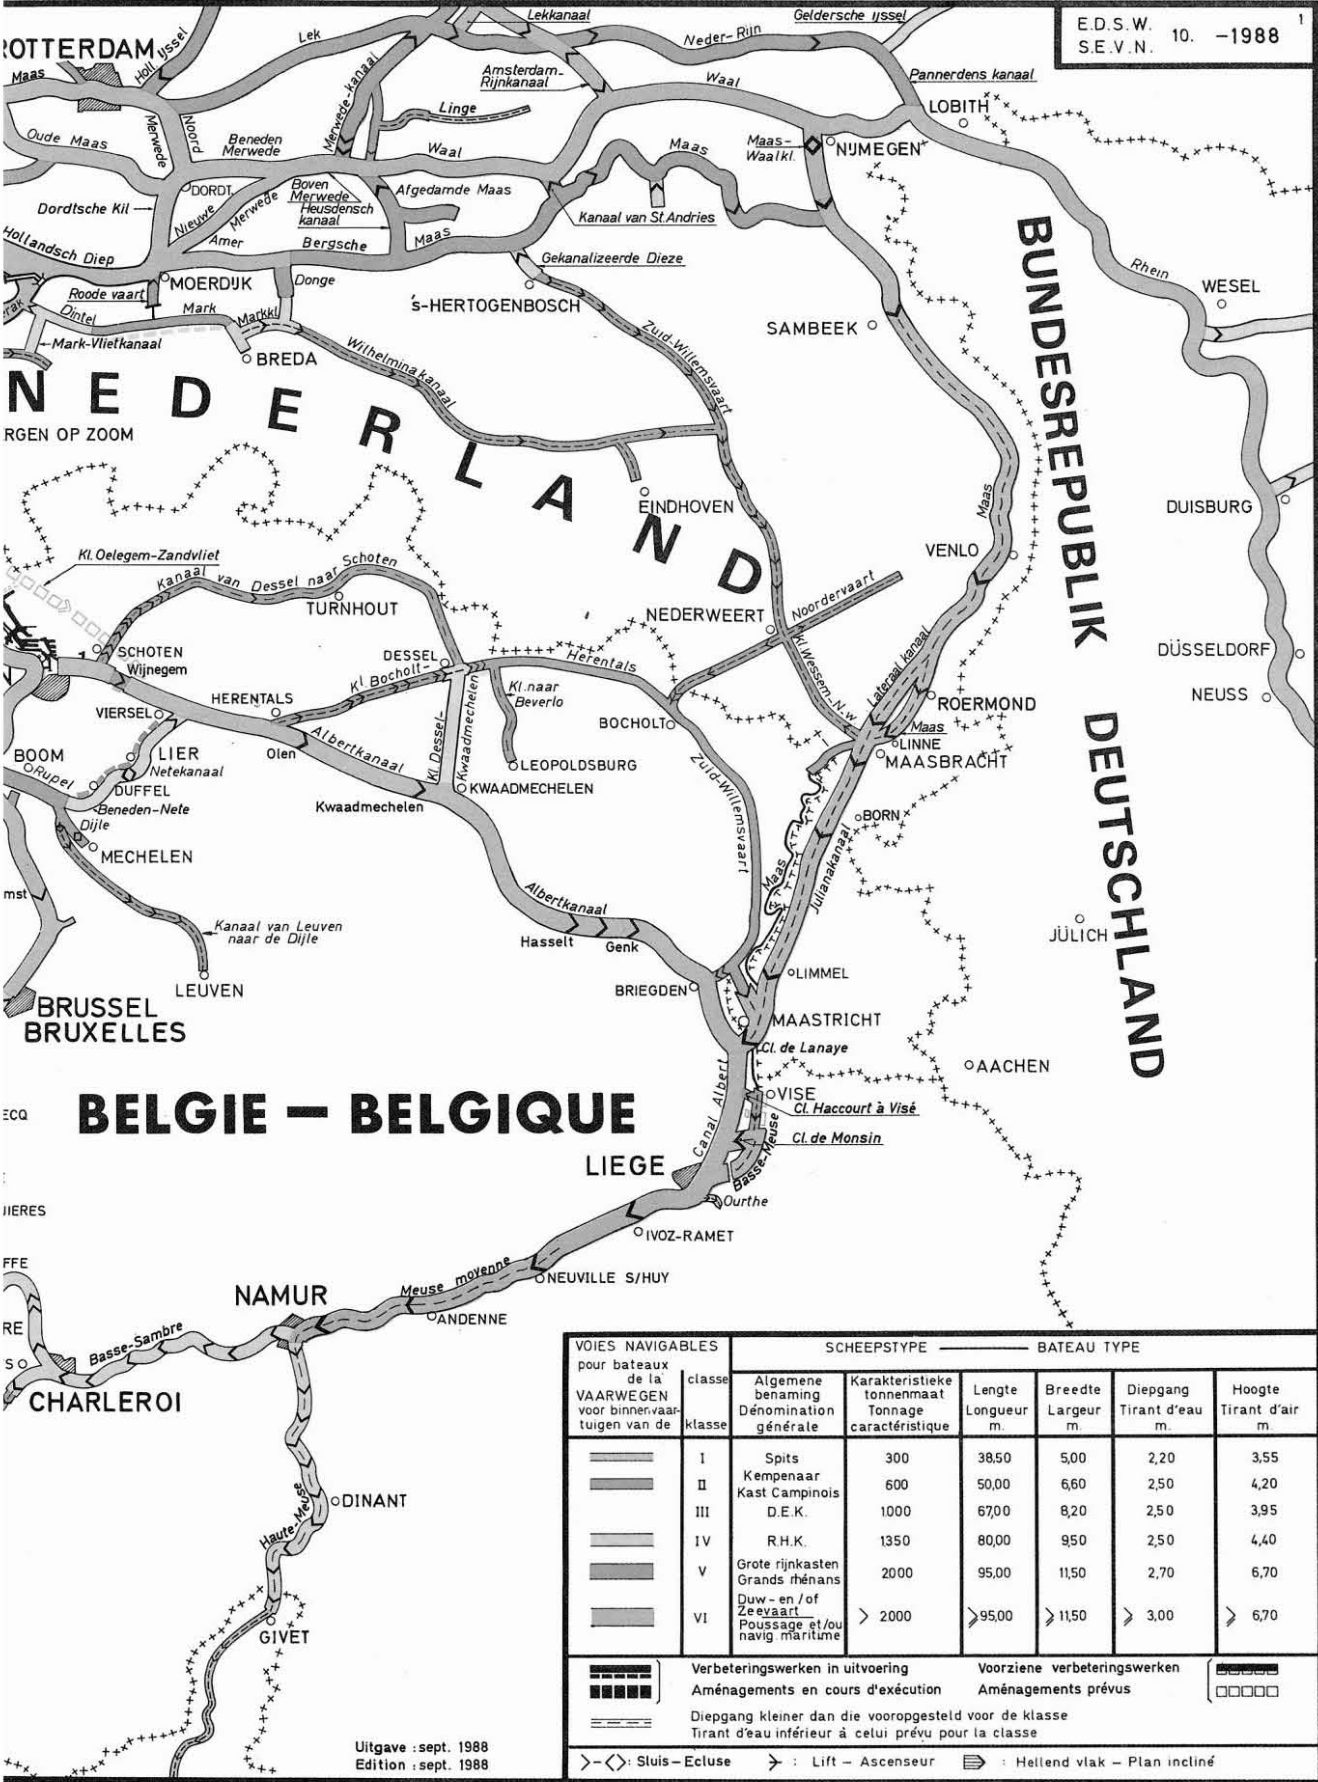 E.D.S.W. 10. -1988
S.E.V.N.
1
ROTTERDAM
Maas
Holl. IJssel
Lek
Lekkanaal
Geldersche IJssel
Neder-Rijn
Merwede-kanaal
Amsterdam-
Rijnkanaal
Waal
Pannerdens kanaal
LOBITH
Linge
Oude Maas
Merwede
Noord
Beneden
Merwede
Waal
Maas
Maas-
Waalkl.
NIJMEGEN
DORDT.
Boven
Merwede
Afgedamde Maas
Dordtsche Kil
Nieuwe
Merwede
Heusdensch
kanaal
Kanaal van St.Andries
Hollandsch Diep
Amer
Bergsche
Maas
Gekanalizeerde Dieze
Rhein
MOERDIJK
Donge
Roode vaart
's-HERTOGENBOSCH
WESEL
Dintel
Mark
Markkl.
SAMBEEK
Mark-Vlietkanaal
BREDA
Wilhelminakanaal
Zuid-Willemsvaart
NEDERLAND
BUNDESREPUBLIK DEUTSCHLAND
RGEN OP ZOOM
EINDHOVEN
Maas
DUISBURG
Kl. Oelegem-Zandvliet
VENLO
Kanaal van Dessel naar Schoten
TURNHOUT
NEDERWEERT
Noordervaart
SCHOTEN
Wijnegem
DESSEL
Kl Bocholt-
Herentals
Kl. Wessem-N.w
Lateraal kanaal
DÜSSELDORF
VIERSEL
HERENTALS
Kl. naar
Beverlo
ROERMOND
NEUSS
BOCHOLT
Maas
LINNE
BOOM
LIER
Olen
Albertkanaal
Kl. Dessel-
Kwaadmechelen
LEOPOLDSBURG
MAASBRACHT
Rupel
Netekanaal
DUFFEL
Beneden-Nete
KWAADMECHELEN
Kwaadmechelen
Zuid-Willemsvaart
Dijle
BORN
MECHELEN
Maas
Julianakanaal
mst
Albertkanaal
Kanaal van Leuven
naar de Dijle
Hasselt
Genk
JÜLICH
LIMMEL
LEUVEN
BRIEGDEN
BRUSSEL
BRUXELLES
MAASTRICHT
Cl. de Lanaye
AACHEN
BELGIE – BELGIQUE
VISE
ECQ
Cl. Haccourt à Visé
Canal Albert
Cl. de Monsin
LIEGE
Basse-Meuse
Ourthe
IVOZ-RAMET
FFE
Meuse moyenne
NEUVILLE S/HUY
NAMUR
ANDENNE
RE
Basse-Sambre
CHARLEROI
DINANT
Haute-Meuse
GIVET
VOIES NAVIGABLES
pour bateaux
de la
VAARWEGEN
voor binnenvaar-
tuigen van de
classe
klasse
SCHEEPSTYPE — BATEAU TYPE
Algemene
benaming
Dénomination
générale
Karakteristieke
tonnenmaat
Tonnage
caractéristique
Lengte
Longueur
m.
Breedte
Largeur
m.
Diepgang
Tirant d'eau
m.
Hoogte
Tirant d'air
m.
I Spits 300 38,50 5,00 2,20 3,55
II Kempenaar
Kast Campinois 600 50,00 6,60 2,50 4,20
III D.E.K. 1000 67,00 8,20 2,50 3,95
IV R.H.K. 1350 80,00 9,50 2,50 4,40
V Grote rijnkasten
Grands rhénans 2000 95,00 11,50 2,70 6,70
VI Duw- en /of
Zeevaart
Poussage et/ou
navig. maritime > 2000 ⩾ 95,00 ⩾ 11,50 ⩾ 3,00 ⩾ 6,70
Verbeteringswerken in uitvoering
Aménagements en cours d'exécution
Voorziene verbeteringswerken
Aménagements prévus
Diepgang kleiner dan die vooropgesteld voor de klasse
Tirant d'eau inférieur à celui prévu pour la classe
: Sluis – Ecluse : Lift – Ascenseur : Hellend vlak – Plan incliné
Uitgave : sept. 1988
Edition : sept. 1988